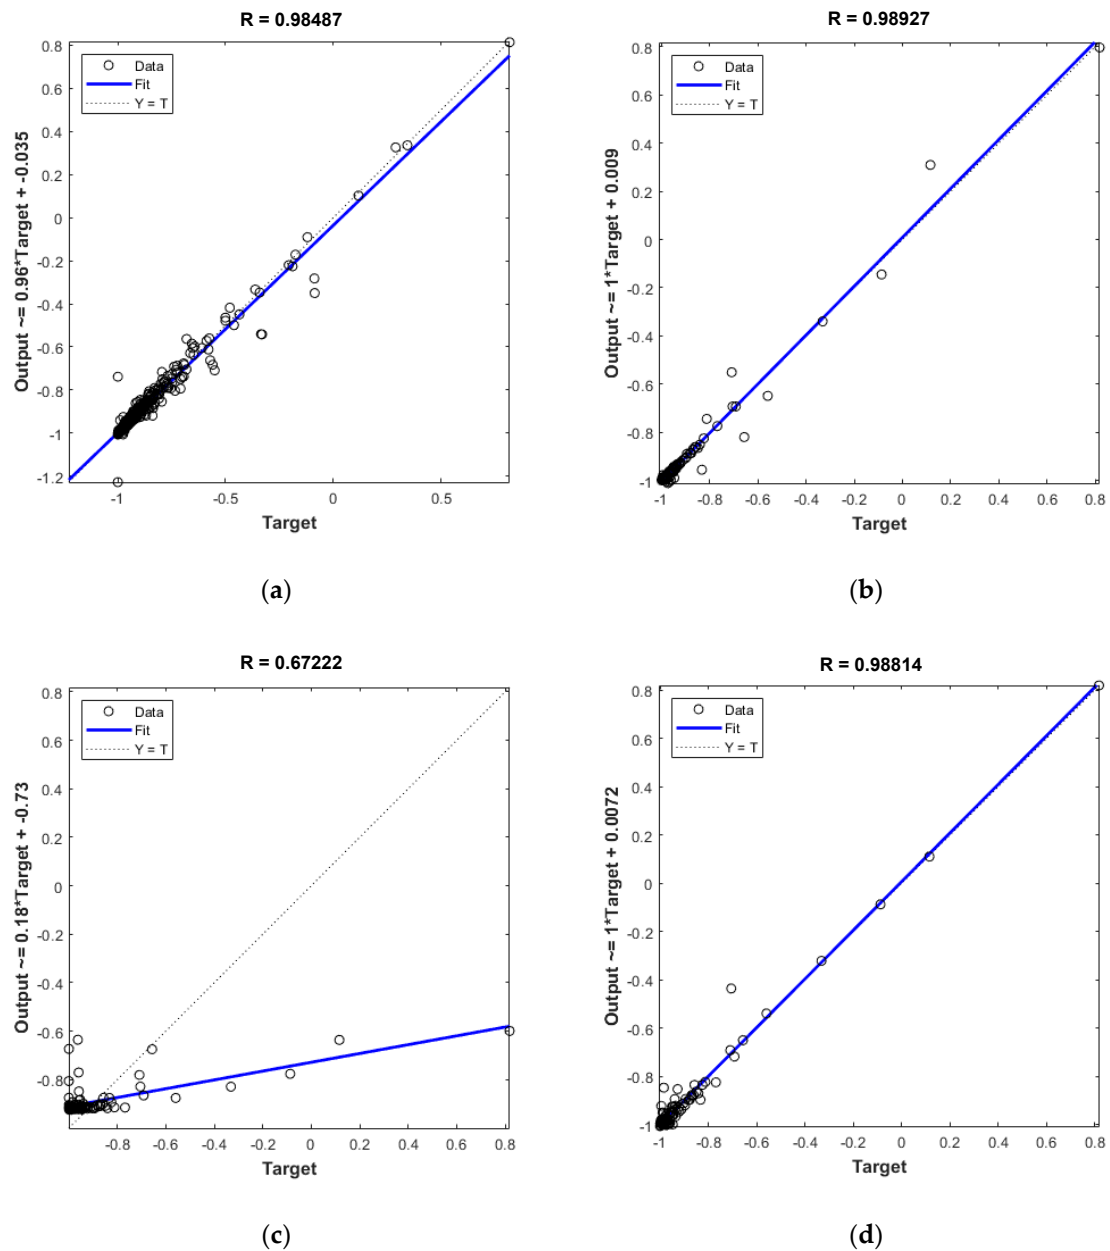 R = 0.98487
0.8
0.6
0.4
0.2
0
-0.2
-0.4
-0.6
-0.8
-1
-1.2
-1
-0.5
0
0.5
Data
Fit
Y = T
Output ~= 0.96*Target + -0.035
Target
(a)
R = 0.98927
0.8
0.6
0.4
0.2
0
-0.2
-0.4
-0.6
-0.8
-1
-1
-0.8
-0.6
-0.4
-0.2
0
0.2
0.4
0.6
0.8
Data
Fit
Y = T
Output ~= 1*Target + 0.009
Target
(b)
R = 0.67222
0.8
0.6
0.4
0.2
0
-0.2
-0.4
-0.6
-0.8
-0.8
-0.6
-0.4
-0.2
0
0.2
0.4
0.6
0.8
Data
Fit
Y = T
Output ~= 0.18*Target + -0.73
Target
(c)
R = 0.98814
0.8
0.6
0.4
0.2
0
-0.2
-0.4
-0.6
-0.8
-1
-1
-0.8
-0.6
-0.4
-0.2
0
0.2
0.4
0.6
0.8
Data
Fit
Y = T
Output ~= 1*Target + 0.0072
Target
(d)